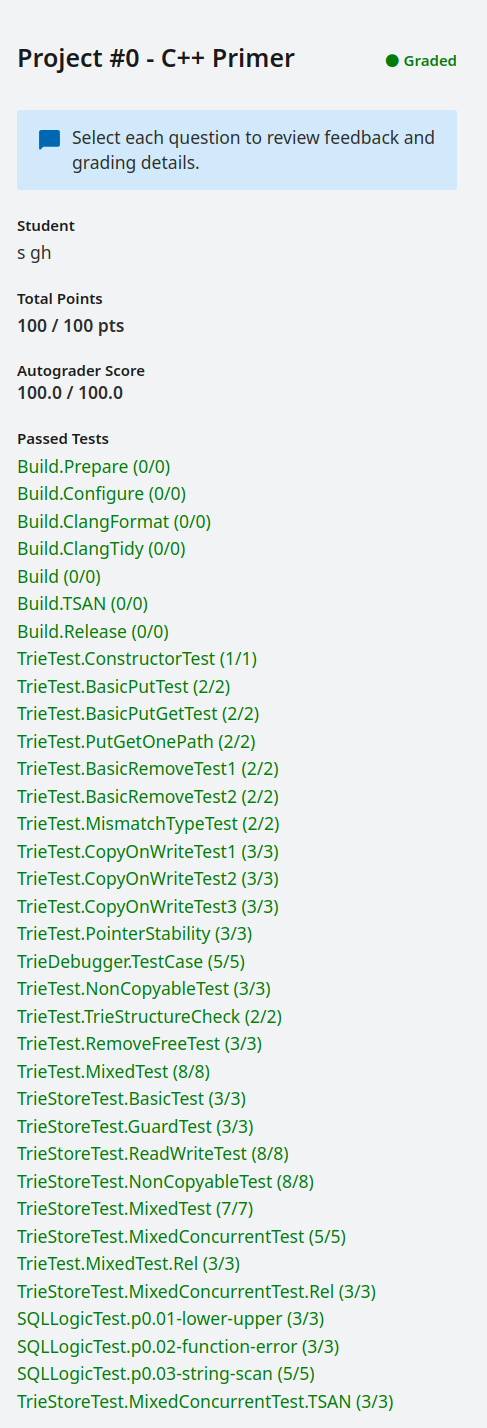 Project #0 - C++ Primer
Graded
Select each question to review feedback and
grading details.
Student
s gh
Total Points
100 / 100 pts
Autograder Score
100.0 / 100.0
Passed Tests
Build.Prepare (0/0)
Build.Configure (0/0)
Build.ClangFormat (0/0)
Build.ClangTidy (0/0)
Build (0/0)
Build.TSAN (0/0)
Build.Release (0/0)
TrieTest.ConstructorTest (1/1)
TrieTest.BasicPutTest (2/2)
TrieTest.BasicPutGetTest (2/2)
TrieTest.PutGetOnePath (2/2)
TrieTest.BasicRemoveTest1 (2/2)
TrieTest.BasicRemoveTest2 (2/2)
TrieTest.MismatchTypeTest (2/2)
TrieTest.CopyOnWriteTest1 (3/3)
TrieTest.CopyOnWriteTest2 (3/3)
TrieTest.CopyOnWriteTest3 (3/3)
TrieTest.PointerStability (3/3)
TrieDebugger.TestCase (5/5)
TrieTest.NonCopyableTest (3/3)
TrieTest.TrieStructureCheck (2/2)
TrieTest.RemoveFreeTest (3/3)
TrieTest.MixedTest (8/8)
TrieStoreTest.BasicTest (3/3)
TrieStoreTest.GuardTest (3/3)
TrieStoreTest.ReadWriteTest (8/8)
TrieStoreTest.NonCopyableTest (8/8)
TrieStoreTest.MixedTest (7/7)
TrieStoreTest.MixedConcurrentTest (5/5)
TrieTest.MixedTest.Rel (3/3)
TrieStoreTest.MixedConcurrentTest.Rel (3/3)
SQLLogicTest.p0.01-lower-upper (3/3)
SQLLogicTest.p0.02-function-error (3/3)
SQLLogicTest.p0.03-string-scan (5/5)
TrieStoreTest.MixedConcurrentTest.TSAN (3/3)